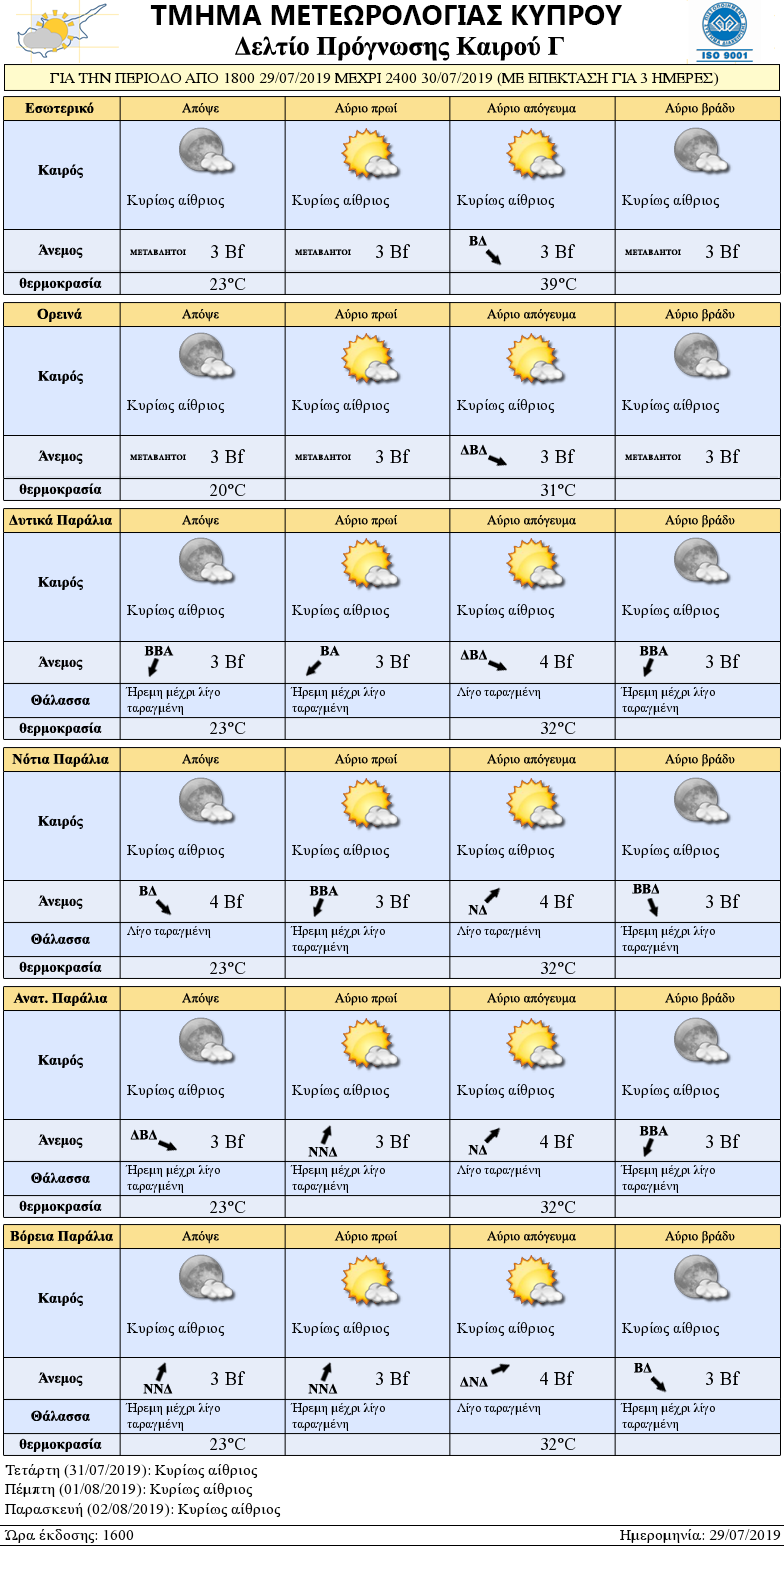 ΤΜΗΜΑ ΜΕΤΕΩΡΟΛΟΓΙΑΣ ΚΥΠΡΟΥ
Δελτίο Πρόγνωσης Καιρού Γ
ISO 9001
ΓΙΑ ΤΗΝ ΠΕΡΙΟΔΟ ΑΠΟ 1800 29/07/2019 ΜΕΧΡΙ 2400 30/07/2019 (ΜΕ ΕΠΕΚΤΑΣΗ ΓΙΑ 3 ΗΜΕΡΕΣ)
Εσωτερικό Απόψε Αύριο πρωί Αύριο απόγευμα Αύριο βράδυ
Καιρός
Κυρίως αίθριος Κυρίως αίθριος Κυρίως αίθριος Κυρίως αίθριος
Άνεμος ΜΕΤΑΒΛΗΤΟΙ 3 Bf ΜΕΤΑΒΛΗΤΟΙ 3 Bf ΒΔ 3 Bf ΜΕΤΑΒΛΗΤΟΙ 3 Bf
θερμοκρασία 23°C 39°C
Ορεινά Απόψε Αύριο πρωί Αύριο απόγευμα Αύριο βράδυ
Καιρός
Κυρίως αίθριος Κυρίως αίθριος Κυρίως αίθριος Κυρίως αίθριος
Άνεμος ΜΕΤΑΒΛΗΤΟΙ 3 Bf ΜΕΤΑΒΛΗΤΟΙ 3 Bf ΔΒΔ 3 Bf ΜΕΤΑΒΛΗΤΟΙ 3 Bf
θερμοκρασία 20°C 31°C
Δυτικά Παράλια Απόψε Αύριο πρωί Αύριο απόγευμα Αύριο βράδυ
Καιρός
Κυρίως αίθριος Κυρίως αίθριος Κυρίως αίθριος Κυρίως αίθριος
Άνεμος ΒΒΑ 3 Bf ΒΑ 3 Bf ΔΒΔ 4 Bf ΒΒΑ 3 Bf
Θάλασσα Ήρεμη μέχρι λίγο Ήρεμη μέχρι λίγο Λίγο ταραγμένη Ήρεμη μέχρι λίγο
ταραγμένη ταραγμένη ταραγμένη
θερμοκρασία 23°C 32°C
Νότια Παράλια Απόψε Αύριο πρωί Αύριο απόγευμα Αύριο βράδυ
Καιρός
Κυρίως αίθριος Κυρίως αίθριος Κυρίως αίθριος Κυρίως αίθριος
Άνεμος ΒΔ 4 Bf ΒΒΑ 3 Bf ΝΔ 4 Bf ΒΒΔ 3 Bf
Θάλασσα Λίγο ταραγμένη Ήρεμη μέχρι λίγο Λίγο ταραγμένη Ήρεμη μέχρι λίγο
ταραγμένη ταραγμένη
θερμοκρασία 23°C 32°C
Ανατ. Παράλια Απόψε Αύριο πρωί Αύριο απόγευμα Αύριο βράδυ
Καιρός
Κυρίως αίθριος Κυρίως αίθριος Κυρίως αίθριος Κυρίως αίθριος
Άνεμος ΔΒΔ 3 Bf ΝΝΔ 3 Bf ΝΔ 4 Bf ΒΒΑ 3 Bf
Θάλασσα Ήρεμη μέχρι λίγο Ήρεμη μέχρι λίγο Λίγο ταραγμένη Ήρεμη μέχρι λίγο
ταραγμένη ταραγμένη ταραγμένη
θερμοκρασία 23°C 32°C
Βόρεια Παράλια Απόψε Αύριο πρωί Αύριο απόγευμα Αύριο βράδυ
Καιρός
Κυρίως αίθριος Κυρίως αίθριος Κυρίως αίθριος Κυρίως αίθριος
Άνεμος ΝΝΔ 3 Bf ΝΝΔ 3 Bf ΔΝΔ 4 Bf ΒΔ 3 Bf
Θάλασσα Ήρεμη μέχρι λίγο Ήρεμη μέχρι λίγο Λίγο ταραγμένη Ήρεμη μέχρι λίγο
ταραγμένη ταραγμένη ταραγμένη
θερμοκρασία 23°C 32°C
Τετάρτη (31/07/2019): Κυρίως αίθριος
Πέμπτη (01/08/2019): Κυρίως αίθριος
Παρασκευή (02/08/2019): Κυρίως αίθριος
Ώρα έκδοσης: 1600 Ημερομηνία: 29/07/2019